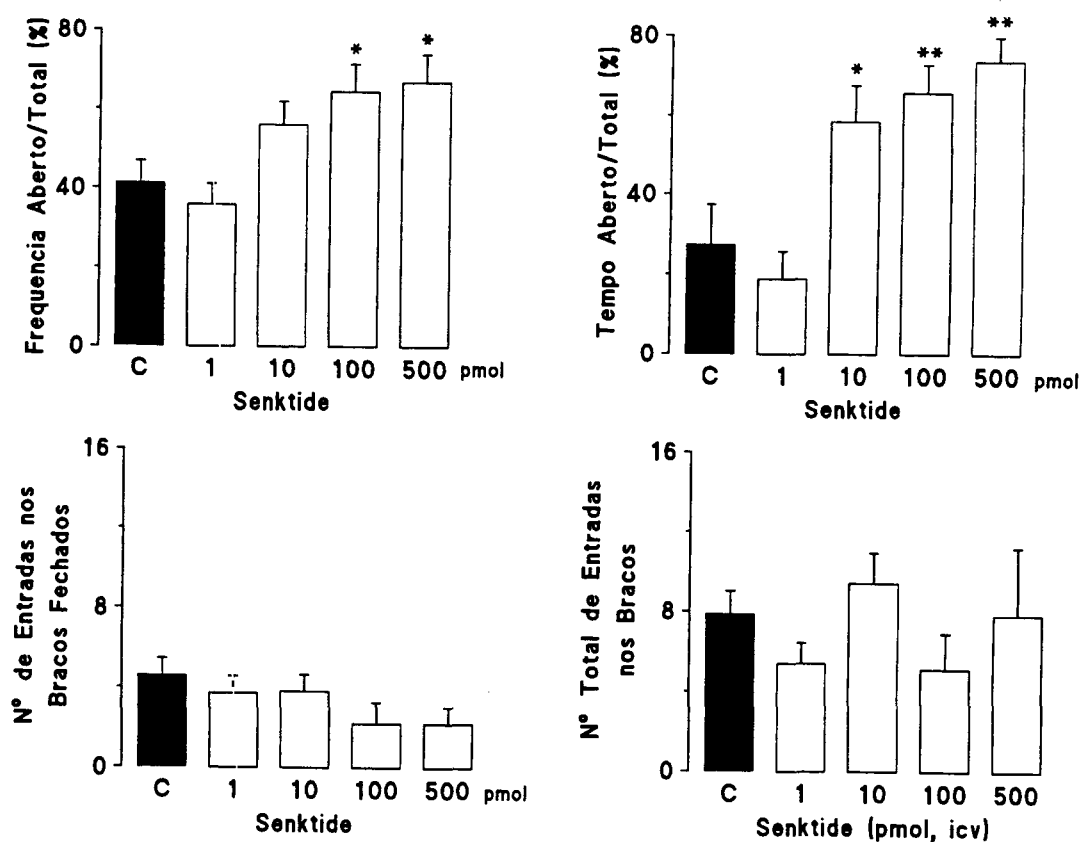 Frequencia Aberto/Total (%)
80
40
0
* *
C 1 10 100 500 pmol
Senktide
Tempo Aberto/Total (%)
80
40
0
* ** **
C 1 10 100 500 pmol
Senktide
Nº de Entradas nos
Bracos Fechados
16
8
0
C 1 10 100 500 pmol
Senktide
Nº Total de Entradas
nos Bracos
16
8
0
C 1 10 100 500
Senktide (pmol, icv)